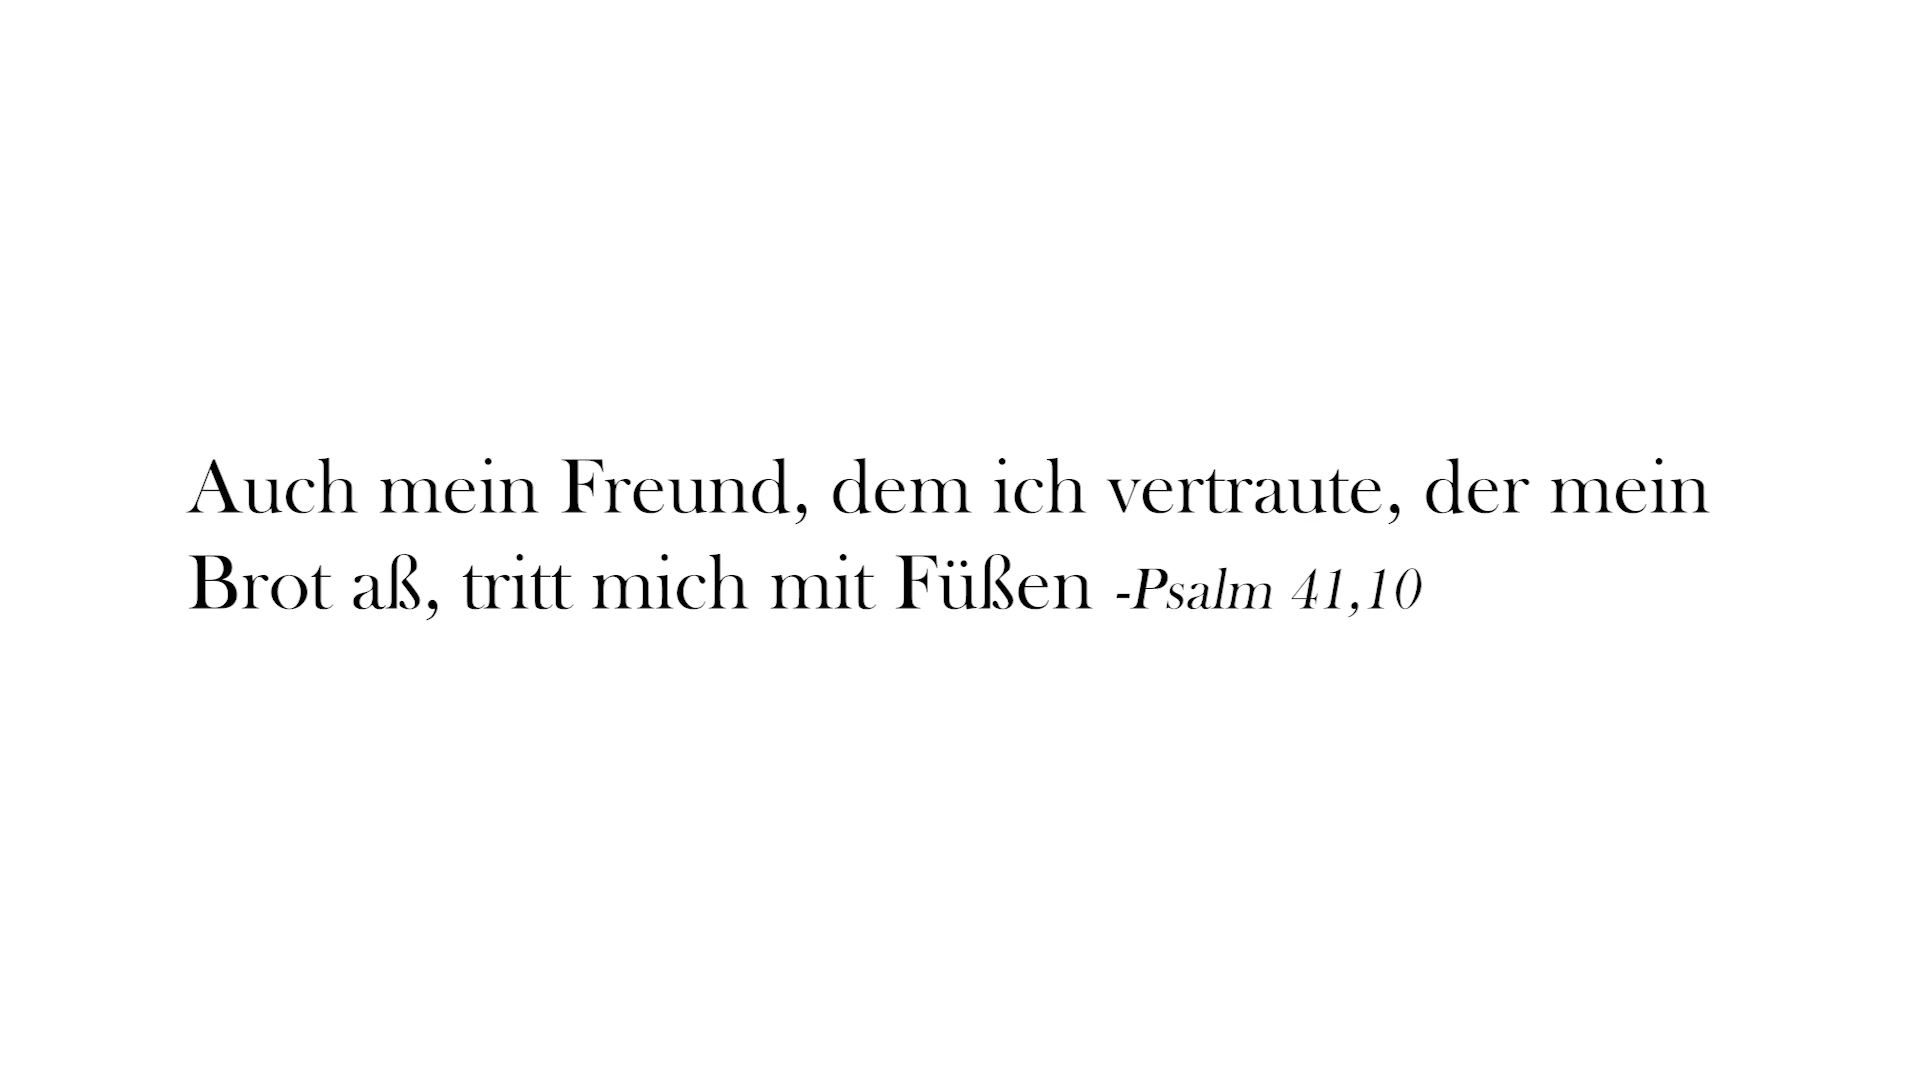 Auch mein Freund, dem ich vertraute, der mein
Brot aß, tritt mich mit Füßen -Psalm 41,10